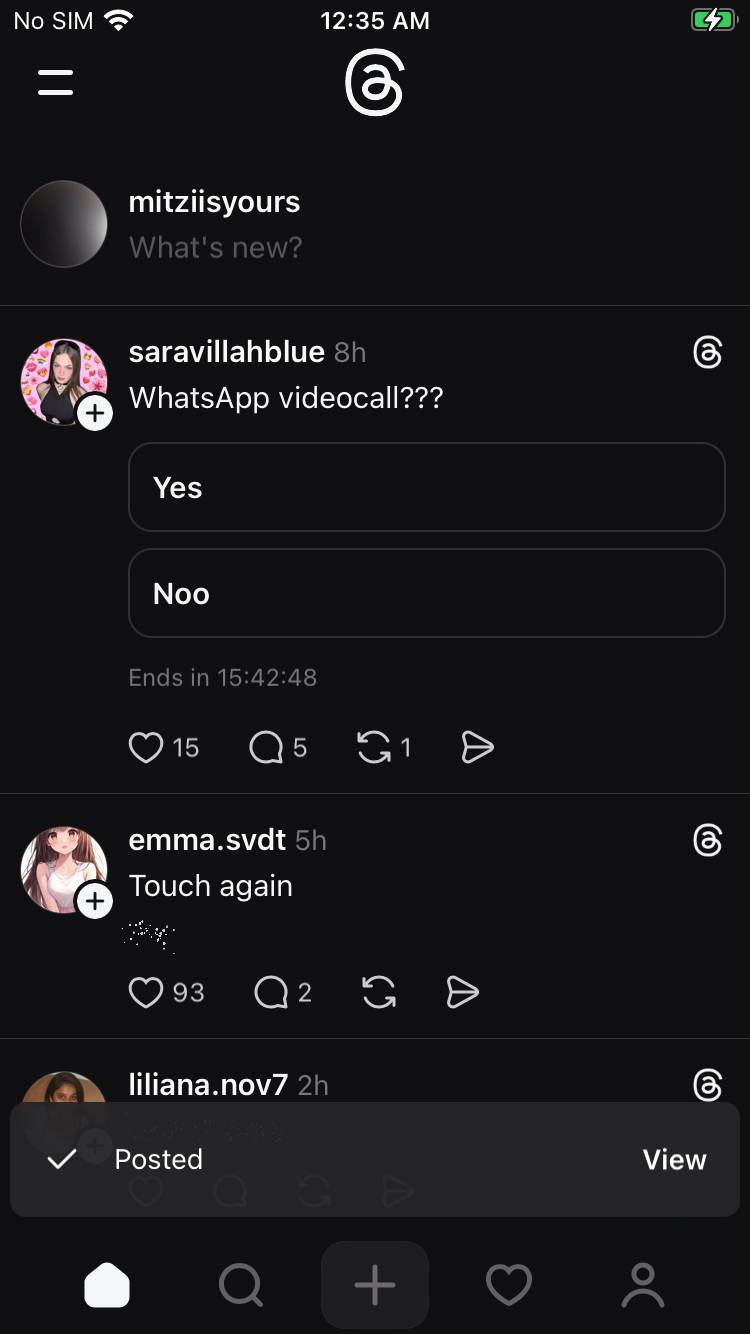 No SIM 12:35 AM
mitziisyours
What's new?
saravillahblue 8h
WhatsApp videocall???
Yes
Noo
Ends in 15:42:48
15 5 1
emma.svdt 5h
Touch again
93 2
liliana.nov7 2h
Posted View